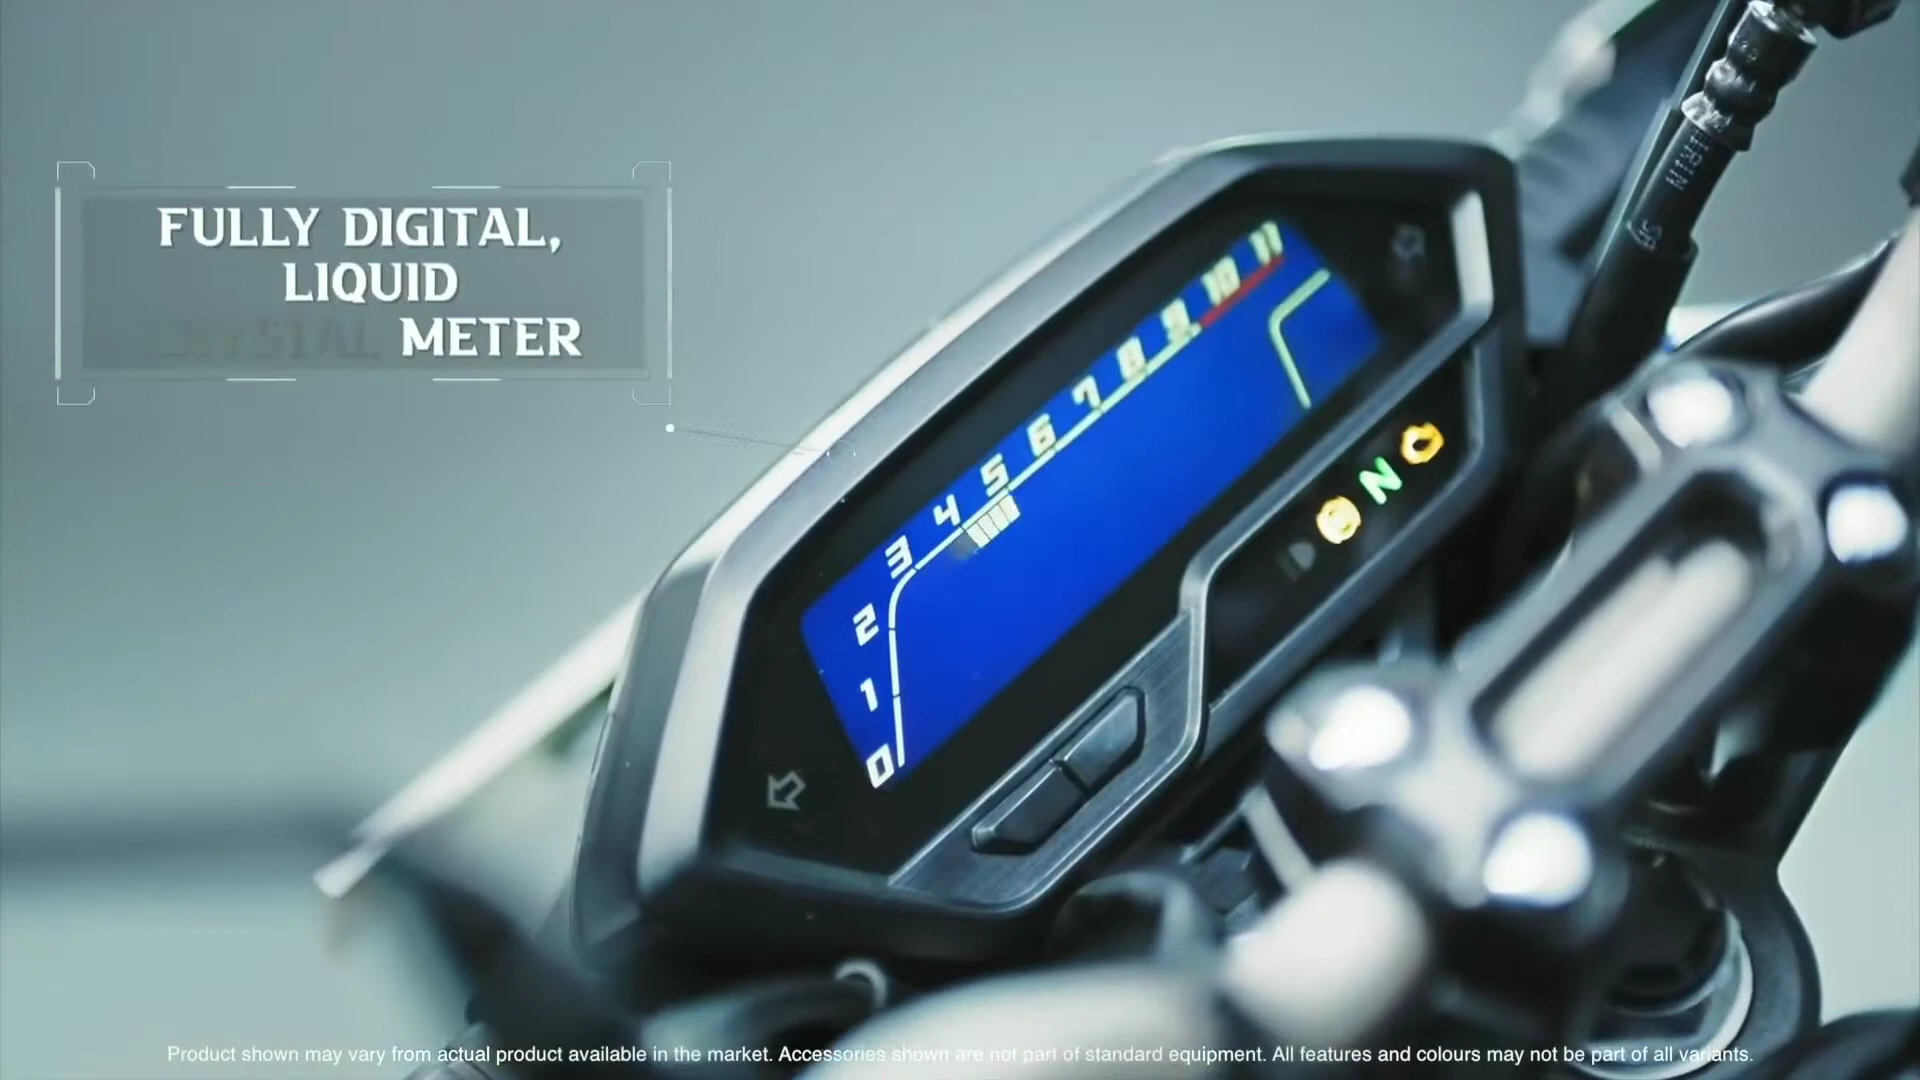 FULLY DIGITAL,
LIQUID
CRYSTAL METER
11
10
9
8
7
6
5
4
3
2
1
0
N
NIRIN
Product shown may vary from actual product available in the market. Accessories shown are not part of standard equipment. All features and colours may not be part of all variants.